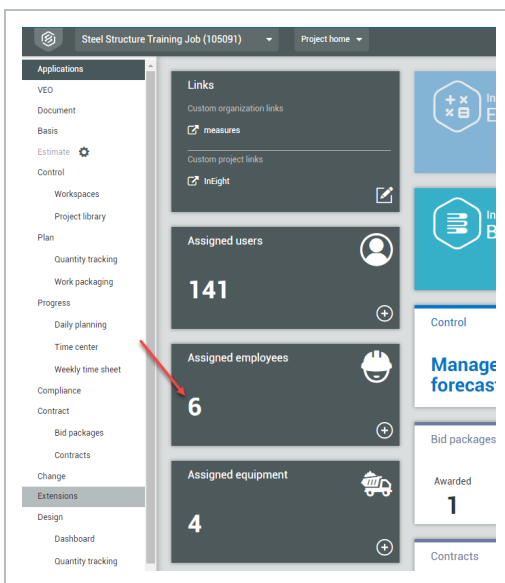 Steel Structure Training Job (105091)
Project home
Applications
VEO
Document
Basis
Estimate
Control
Workspaces
Project library
Plan
Quantity tracking
Work packaging
Progress
Daily planning
Time center
Weekly time sheet
Compliance
Contract
Bid packages
Contracts
Change
Extensions
Design
Dashboard
Quantity tracking
Links
Custom organization links
measures
Custom project links
InEight
Assigned users
141
Assigned employees
6
Assigned equipment
4
In
E
In
B
Control
Manage
forecas
Bid packages
Awarded
1
Contracts